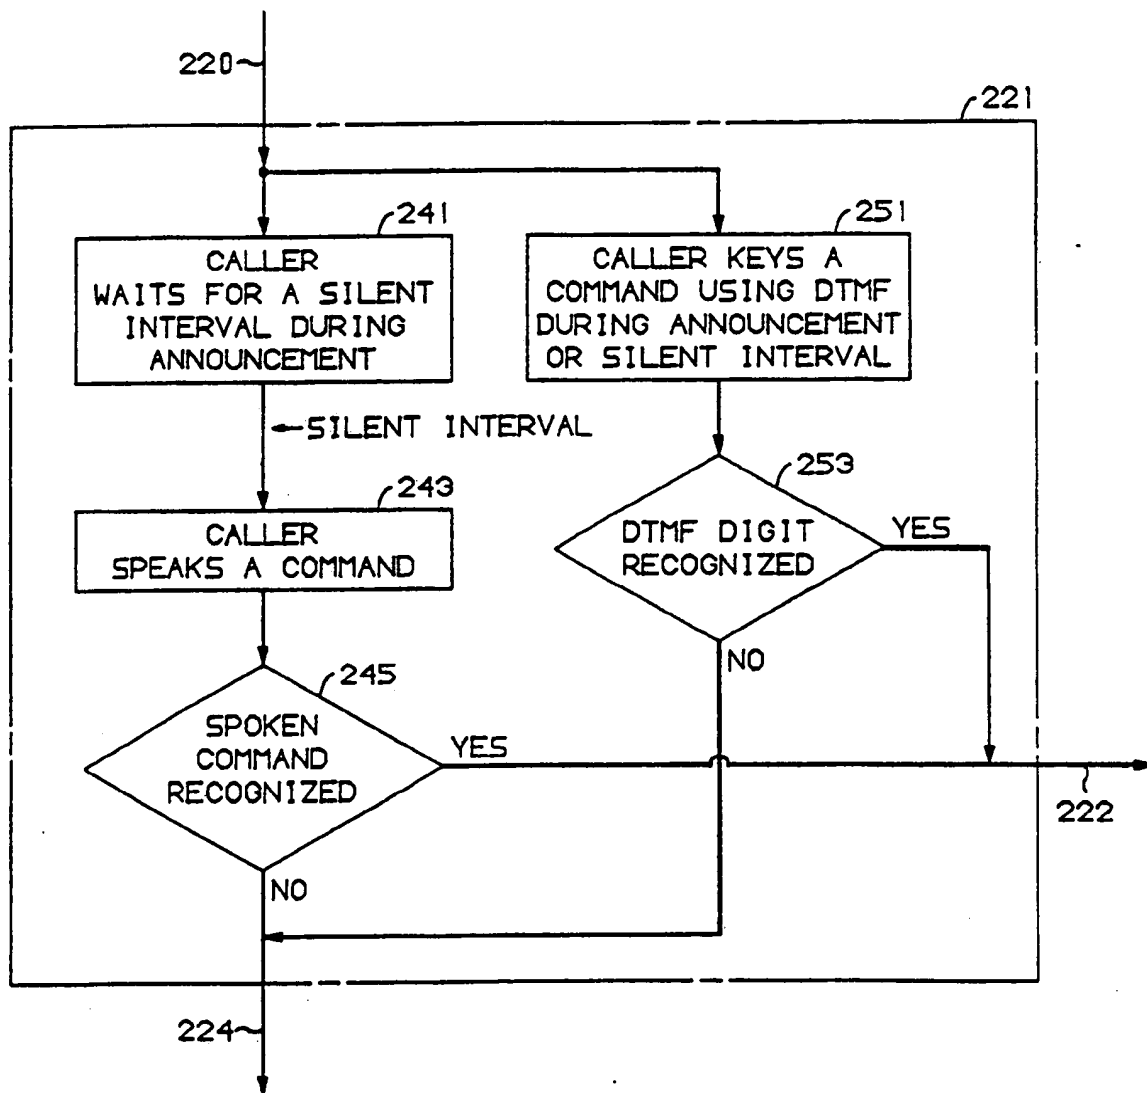 220
221
241
CALLER
WAITS FOR A SILENT
INTERVAL DURING
ANNOUNCEMENT
251
CALLER KEYS A
COMMAND USING DTMF
DURING ANNOUNCEMENT
OR SILENT INTERVAL
SILENT INTERVAL
243
CALLER
SPEAKS A COMMAND
253
DTMF DIGIT
RECOGNIZED
YES
NO
245
SPOKEN
COMMAND
RECOGNIZED
YES
222
NO
224